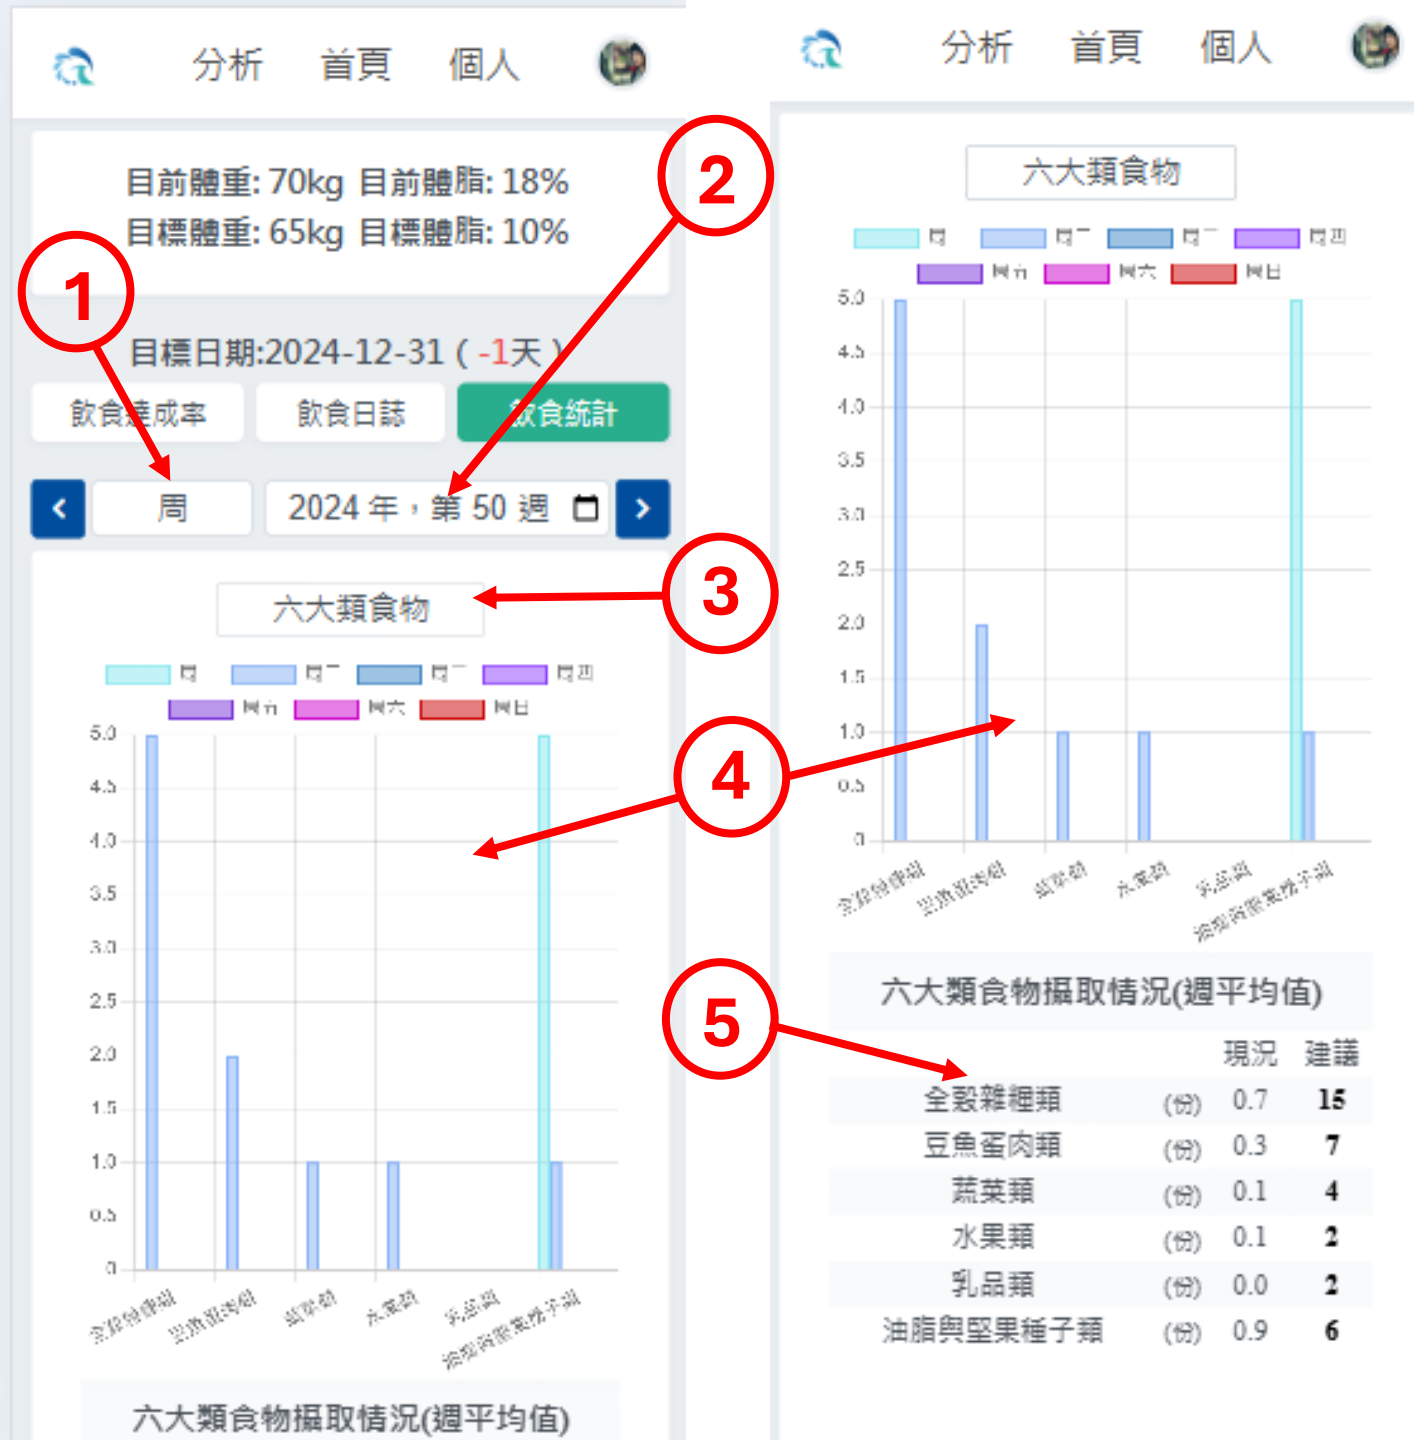 分析 首頁 個人
目前體重: 70kg 目前體脂: 18%
目標體重: 65kg 目標體脂: 10%
目標日期:2024-12-31 ( -1天 )
飲食達成率 飲食日誌 飲食統計
周 2024 年，第 50 週
六大類食物
5.0
4.5
4.0
3.5
3.0
2.5
2.0
1.5
1.0
0.5
0
六大類食物攝取情況(週平均值)
1
2
3
4
5
分析 首頁 個人
六大類食物
5.0
4.5
4.0
3.5
3.0
2.5
2.0
1.5
1.0
0.5
0
六大類食物攝取情況(週平均值)
現況 建議
全穀雜糧類 (份) 0.7 15
豆魚蛋肉類 (份) 0.3 7
蔬菜類 (份) 0.1 4
水果類 (份) 0.1 2
乳品類 (份) 0.0 2
油脂與堅果種子類 (份) 0.9 6